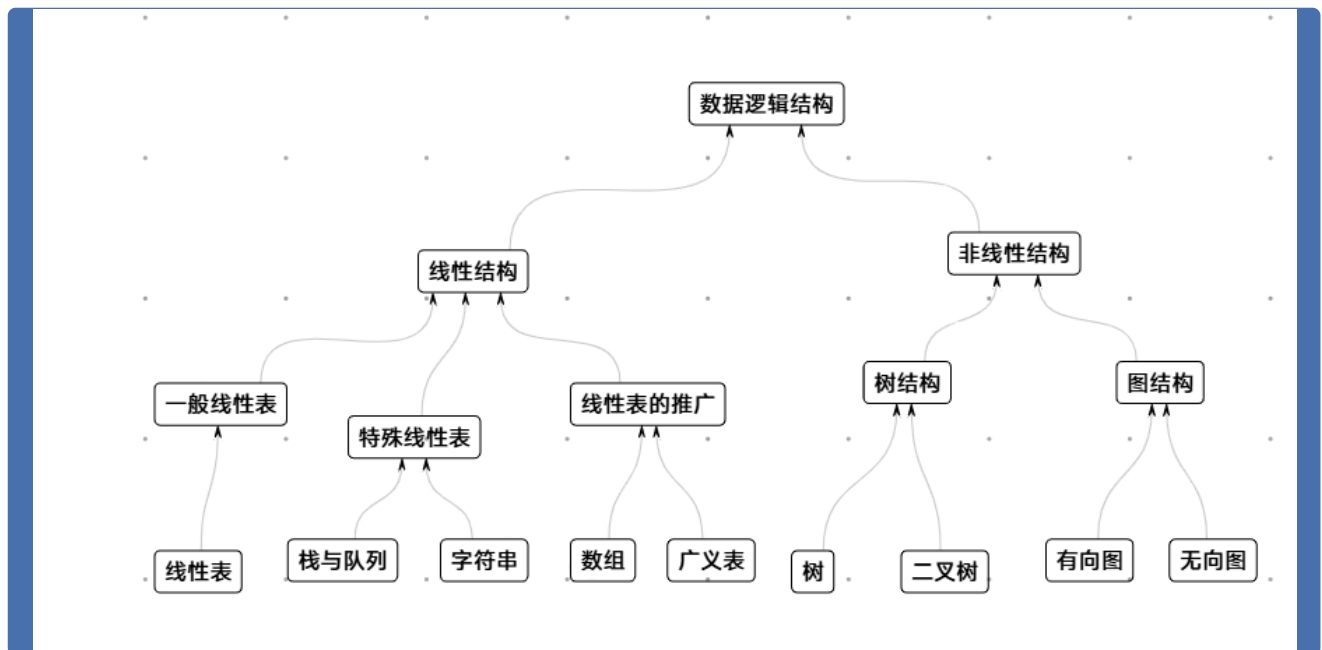 数据逻辑结构
线性结构
非线性结构
一般线性表
特殊线性表
线性表的推广
树结构
图结构
线性表
栈与队列
字符串
数组
广义表
树
二叉树
有向图
无向图